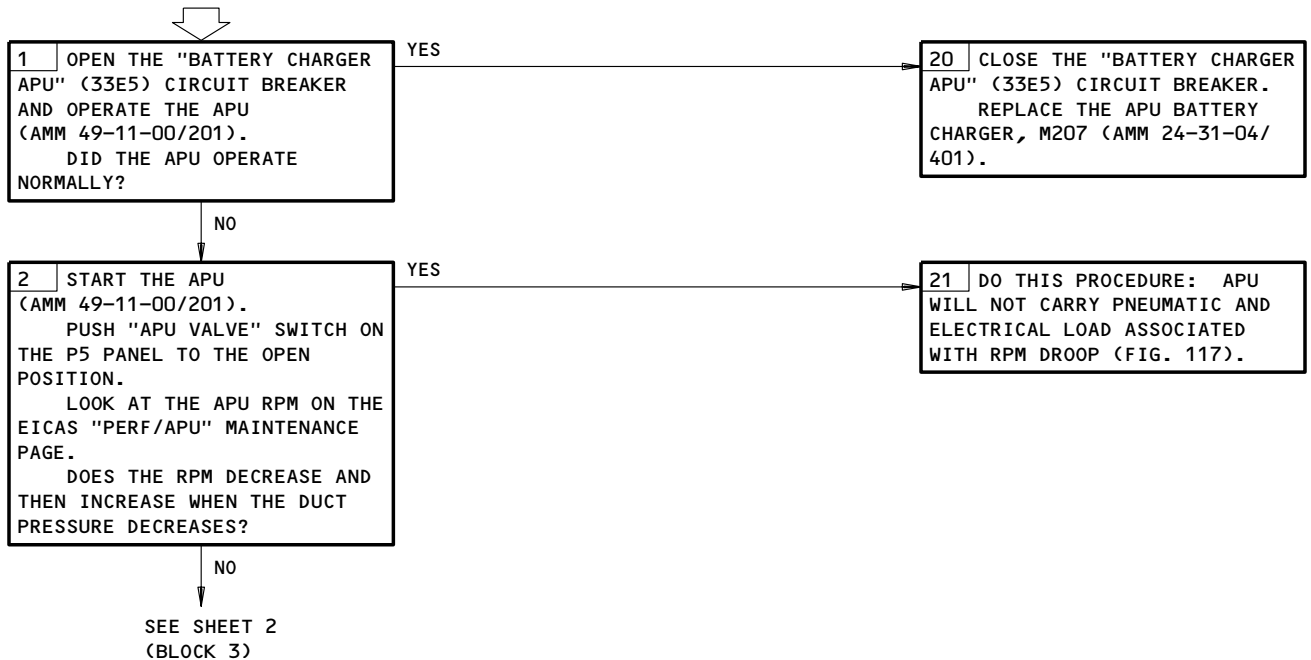 1 OPEN THE "BATTERY CHARGER
APU" (33E5) CIRCUIT BREAKER
AND OPERATE THE APU
(AMM 49-11-00/201).
DID THE APU OPERATE
NORMALLY?
YES
20 CLOSE THE "BATTERY CHARGER
APU" (33E5) CIRCUIT BREAKER.
REPLACE THE APU BATTERY
CHARGER, M207 (AMM 24-31-04/
401).
NO
2 START THE APU
(AMM 49-11-00/201).
PUSH "APU VALVE" SWITCH ON
THE P5 PANEL TO THE OPEN
POSITION.
LOOK AT THE APU RPM ON THE
EICAS "PERF/APU" MAINTENANCE
PAGE.
DOES THE RPM DECREASE AND
THEN INCREASE WHEN THE DUCT
PRESSURE DECREASES?
YES
21 DO THIS PROCEDURE: APU
WILL NOT CARRY PNEUMATIC AND
ELECTRICAL LOAD ASSOCIATED
WITH RPM DROOP (FIG. 117).
NO
SEE SHEET 2
(BLOCK 3)